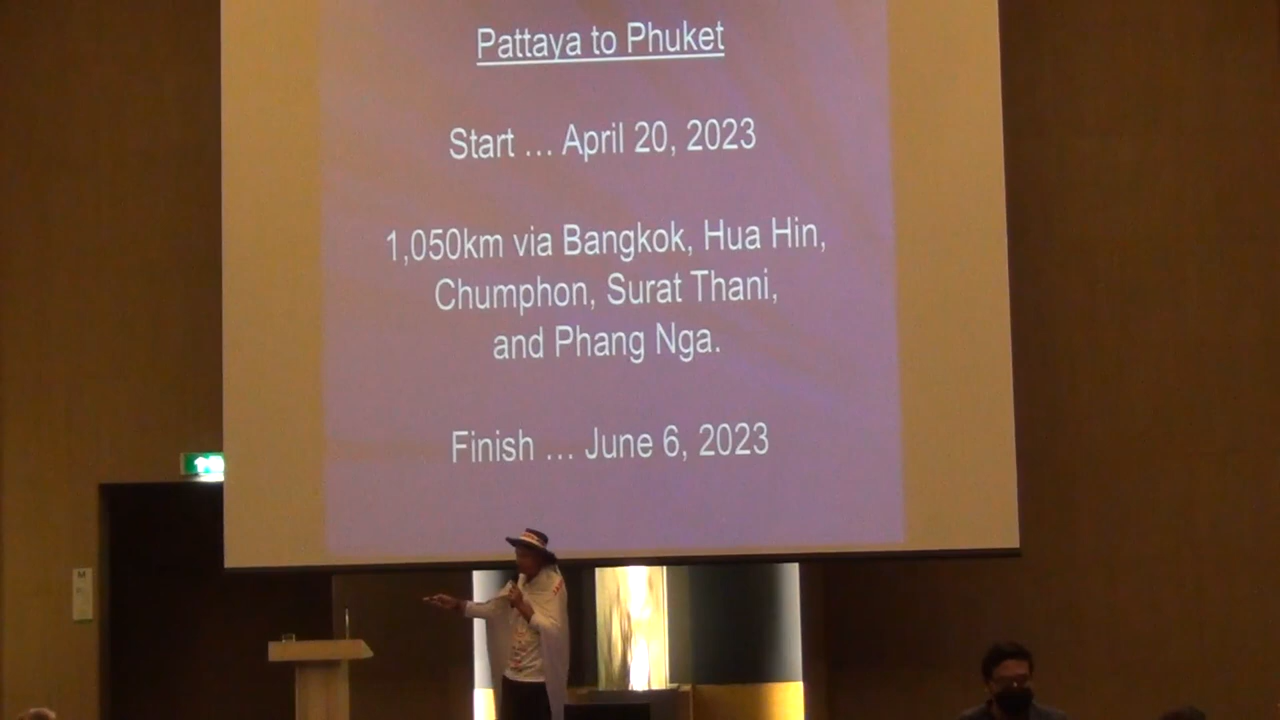 Pattaya to Phuket
Start ... April 20, 2023
1,050km via Bangkok, Hua Hin,
Chumphon, Surat Thani,
and Phang Nga.
Finish ... June 6, 2023